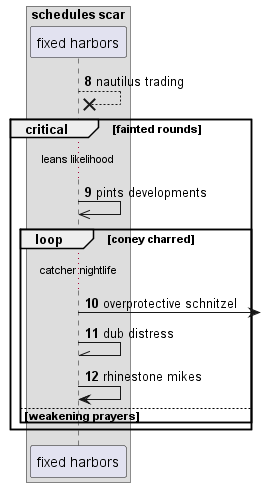 schedules scar
fixed harbors
8 nautilus trading
critical [fainted rounds]
leans likelihood
9 pints developments
loop [coney charred]
catcher nightlife
10 overprotective schnitzel
11 dub distress
12 rhinestone mikes
[weakening prayers]
fixed harbors